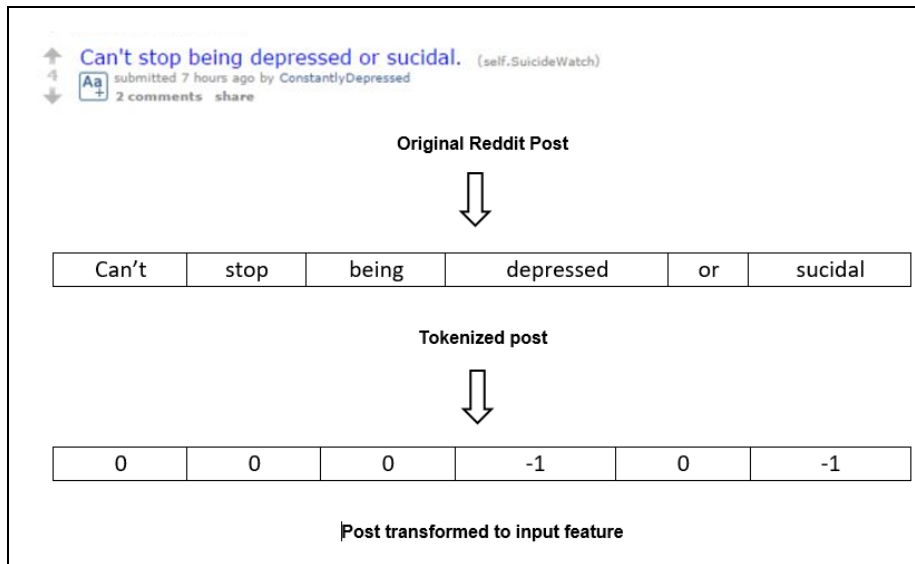 Can't stop being depressed or sucidal. (self.SuicideWatch)
4
Aa+ submitted 7 hours ago by ConstantlyDepressed
2 comments share
Original Reddit Post
Can't stop being depressed or sucidal
Tokenized post
0 0 0 -1 0 -1
Post transformed to input feature